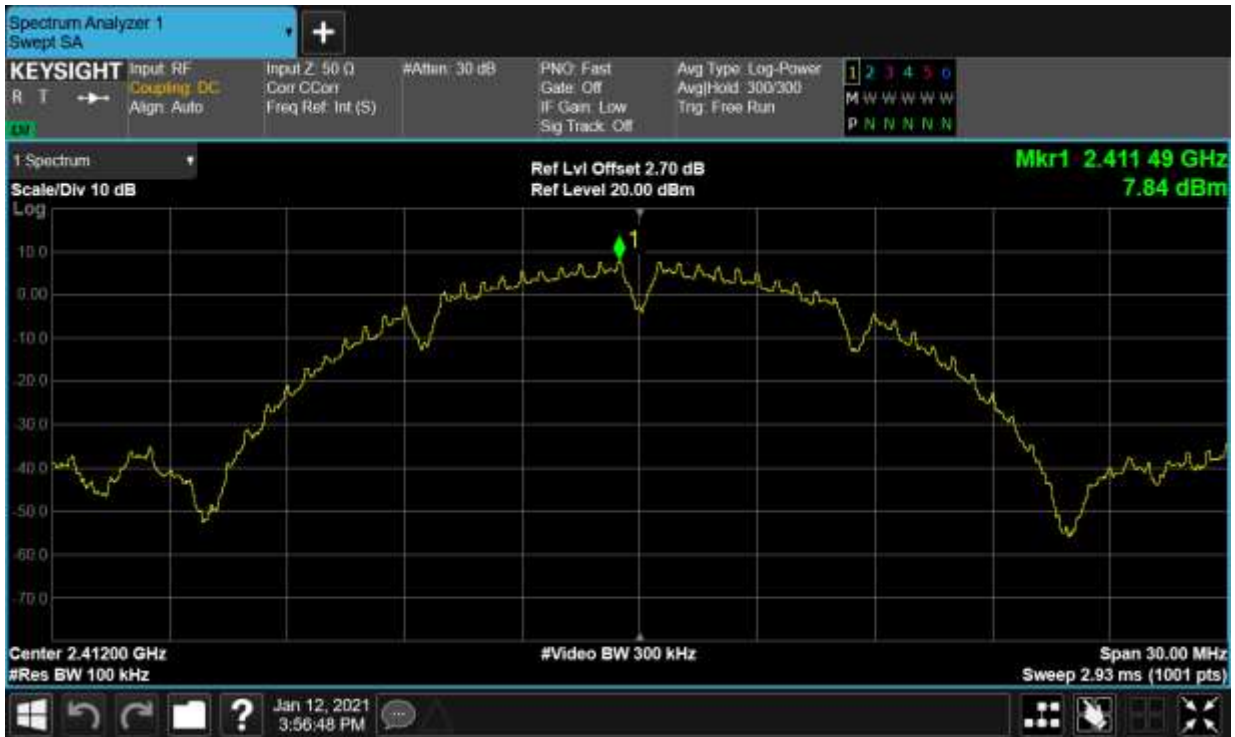 Spectrum Analyzer 1
Swept SA
+
KEYSIGHT
R T
Input: RF
Coupling: DC
Align: Auto
Input Z: 50 Ω
Corr CCorr
Freq Ref: Int (S)
#Atten: 30 dB
PNO: Fast
Gate: Off
IF Gain: Low
Sig Track: Off
Avg Type: Log-Power
Avg|Hold: 300/300
Trig: Free Run
1 2 3 4 5 6
M W W W W W
P N N N N N
1 Spectrum
Scale/Div 10 dB
Log
Ref Lvl Offset 2.70 dB
Ref Level 20.00 dBm
Mkr1 2.411 49 GHz
7.84 dBm
1
10.0
0.00
-10.0
-20.0
-30.0
-40.0
-50.0
-60.0
-70.0
Center 2.41200 GHz
#Res BW 100 kHz
#Video BW 300 kHz
Span 30.00 MHz
Sweep 2.93 ms (1001 pts)
?
Jan 12, 2021
3:56:48 PM